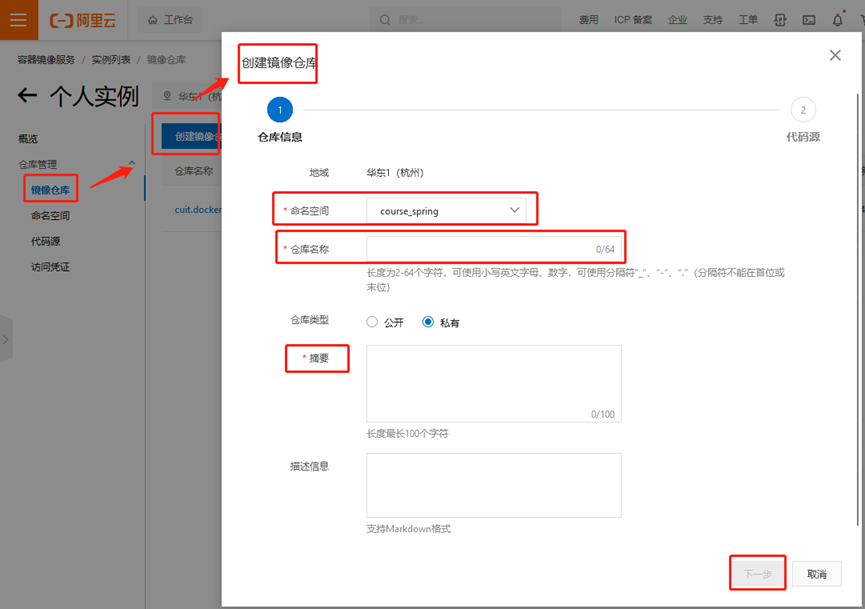 阿里云
工作台
搜索...
费用 ICP 备案 企业 支持 工单
容器镜像服务 / 实例列表 / 镜像仓库
个人实例
华东1 (杭
概览
仓库管理
镜像仓库
命名空间
代码源
访问凭证
创建镜像仓
仓库名称
cuit.docker
创建镜像仓库
1
2
仓库信息
代码源
地域 华东1（杭州）
* 命名空间 course_spring
* 仓库名称 0/64
长度为2-64个字符，可使用小写英文字母、数字，可使用分隔符"_"、"-"、"."（分隔符不能在首位或
末位）
仓库类型 公开 私有
* 摘要
0/100
长度最长100个字符
描述信息
支持Markdown格式
下一步 取消